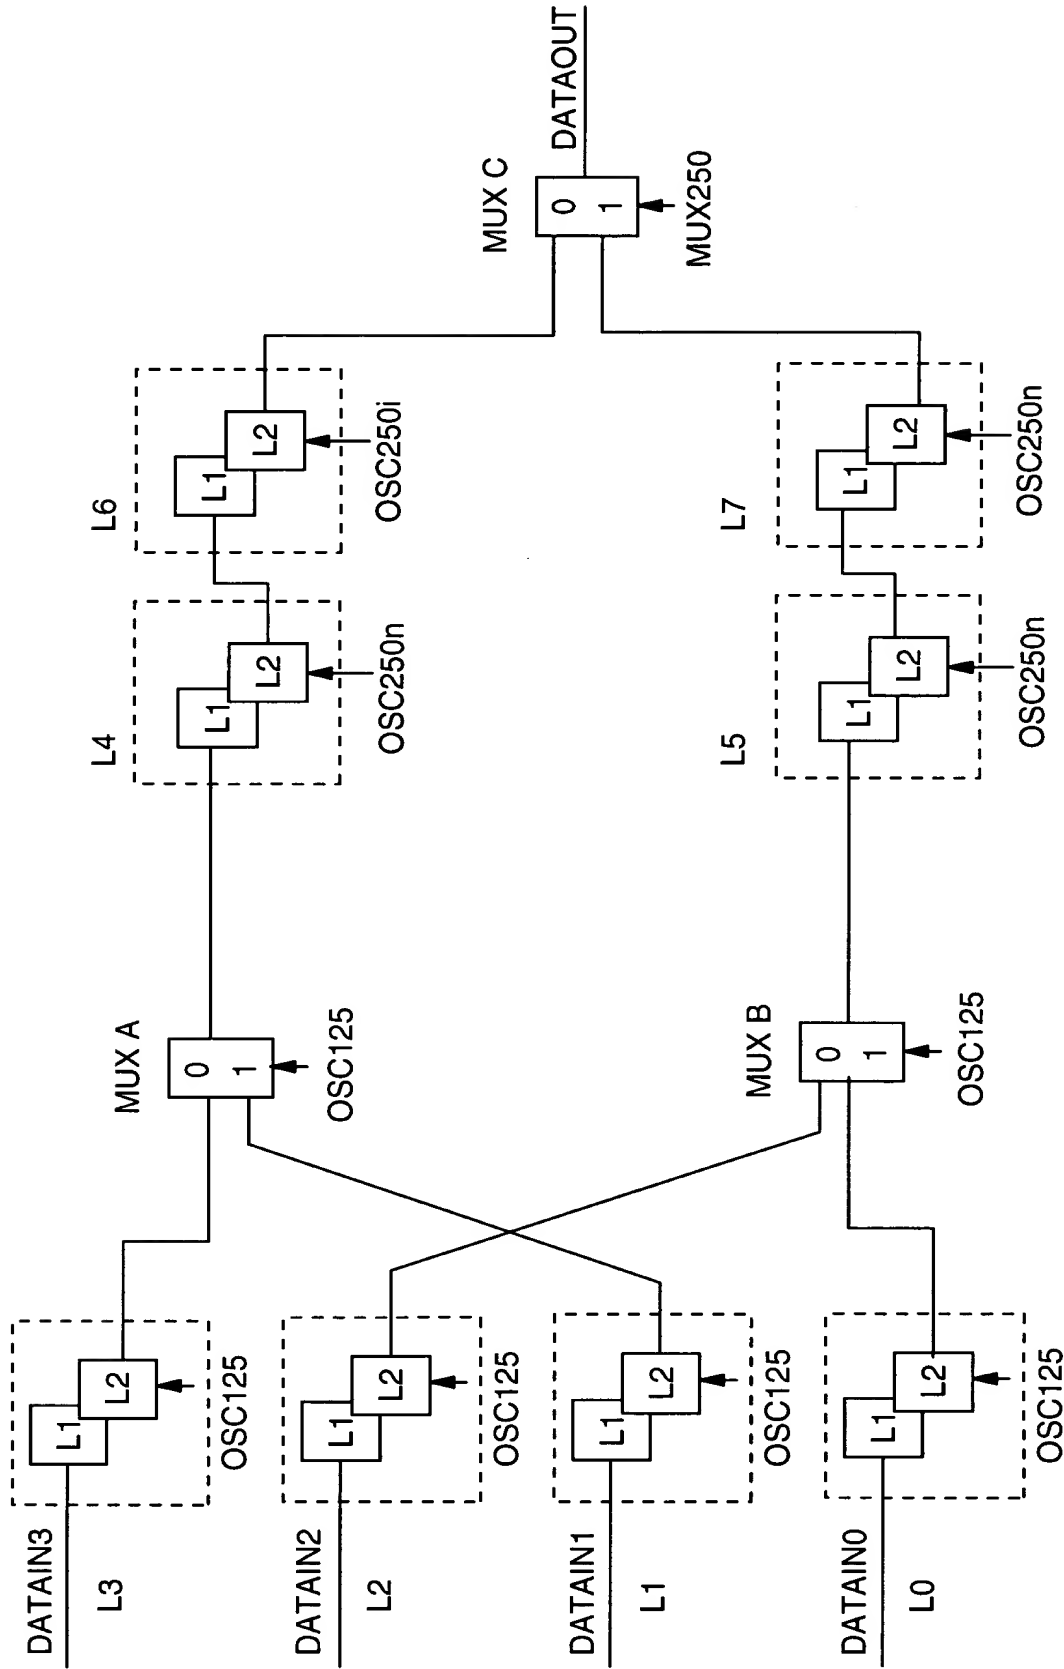 DATAIN3
L3
L1
L2
OSC125
DATAIN2
L2
L1
L2
OSC125
DATAIN1
L1
L1
L2
OSC125
DATAIN0
L0
L1
L2
OSC125
MUX A
0
1
OSC125
MUX B
0
1
OSC125
L4
L1
L2
OSC250n
L5
L1
L2
OSC250n
L6
L1
L2
OSC250i
L7
L1
L2
OSC250n
MUX C
0
1
MUX250
DATAOUT